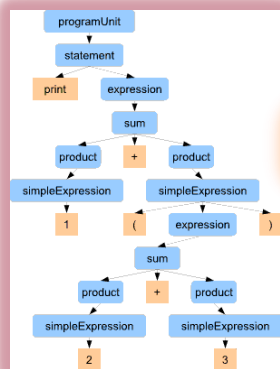 programUnit
statement
print expression
sum
product + product
simpleExpression simpleExpression
1 ( expression )
sum
product + product
simpleExpression simpleExpression
2 3